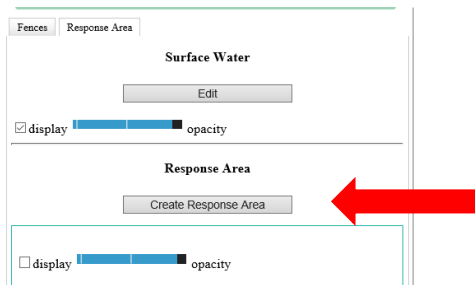 Fences Response Area
Surface Water
Edit
display opacity
Response Area
Create Response Area
display opacity